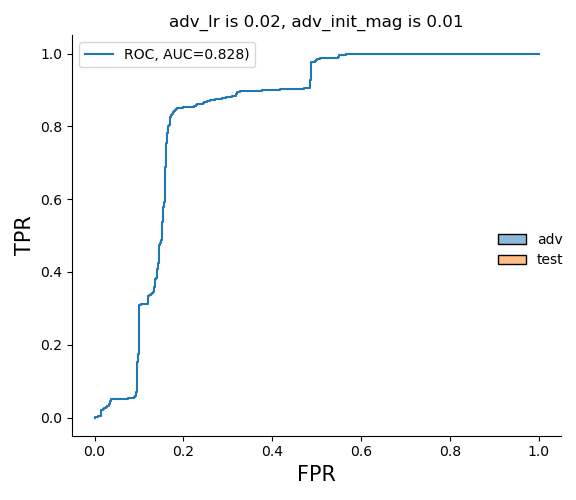 adv_lr is 0.02, adv_init_mag is 0.01
ROC, AUC=0.828)
1.0
0.8
0.6
0.4
0.2
0.0
TPR
adv
test
0.0 0.2 0.4 0.6 0.8 1.0
FPR